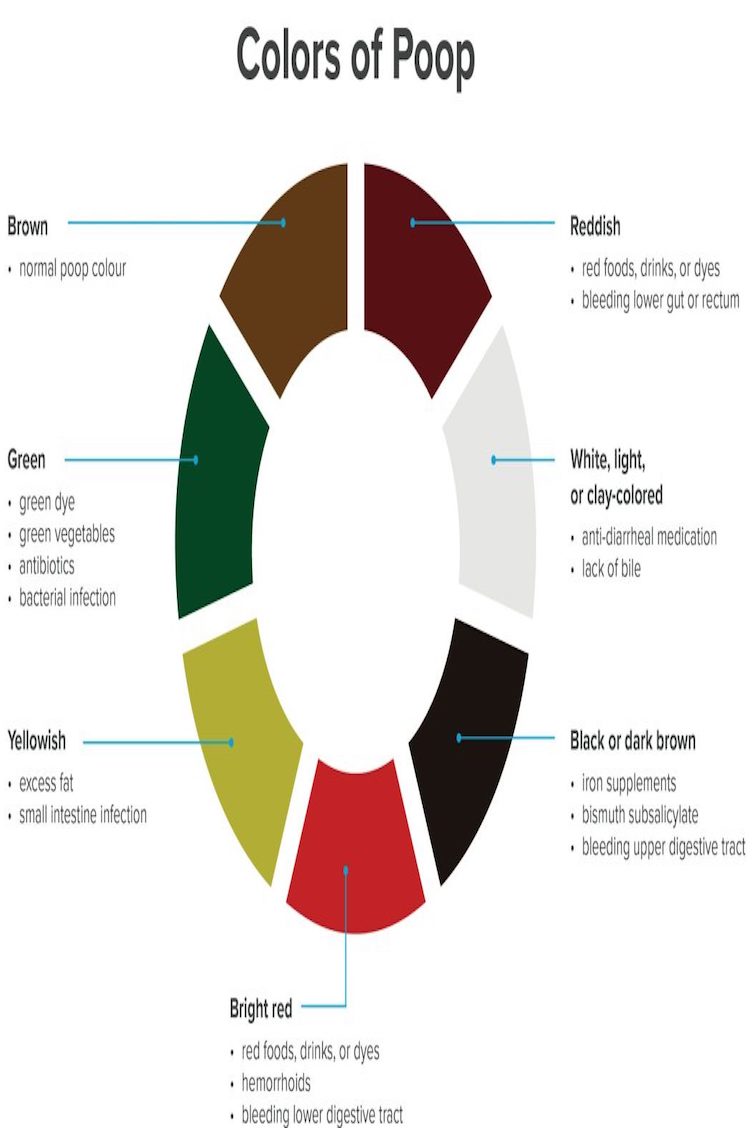 Colors of Poop
Brown
• normal poop colour
Reddish
• red foods, drinks, or dyes
• bleeding lower gut or rectum
Green
• green dye
• green vegetables
• antibiotics
• bacterial infection
White, light,
or clay-colored
• anti-diarrheal medication
• lack of bile
Yellowish
• excess fat
• small intestine infection
Black or dark brown
• iron supplements
• bismuth subsalicylate
• bleeding upper digestive tract
Bright red
• red foods, drinks, or dyes
• hemorrhoids
• bleeding lower digestive tract